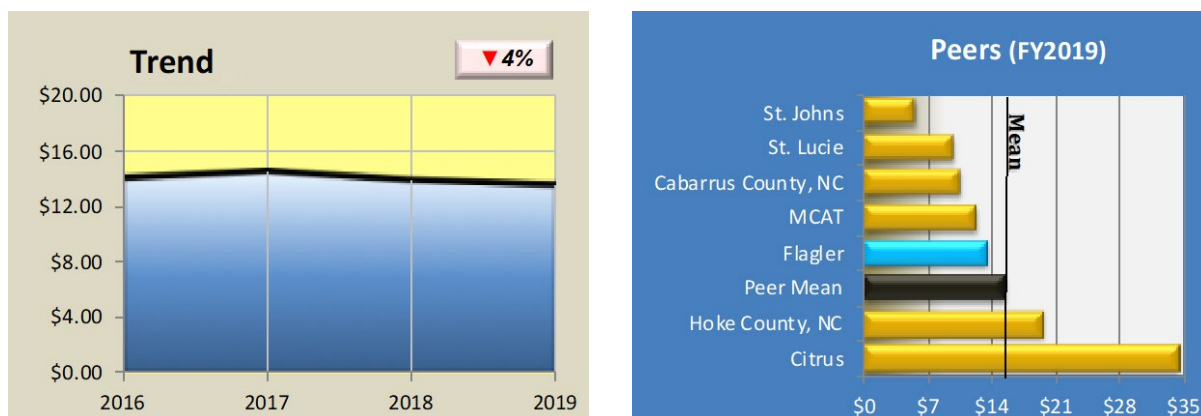 Trend
▼4%
$20.00
$16.00
$12.00
$8.00
$4.00
$0.00
2016 2017 2018 2019
Peers (FY2019)
St. Johns
St. Lucie
Cabarrus County, NC
MCAT
Flagler
Peer Mean
Hoke County, NC
Citrus
Mean
$0 $7 $14 $21 $28 $35